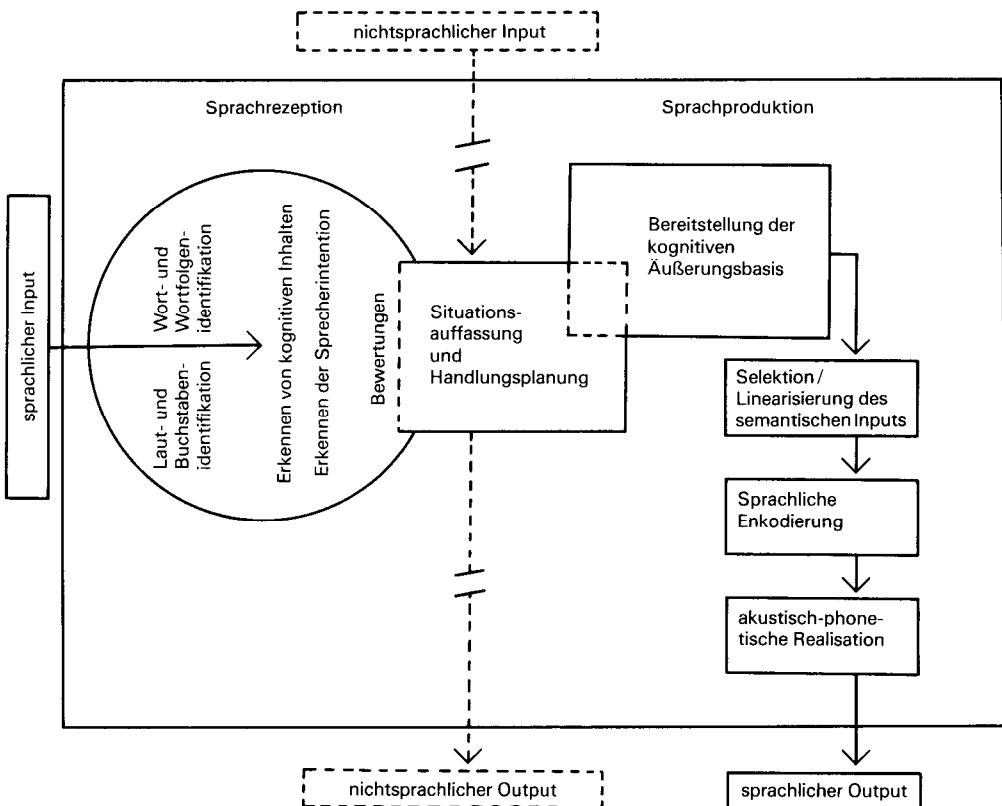 nichtsprachlicher Input
Sprachrezeption
Sprachproduktion
sprachlicher Input
Laut- und
Buchstaben-
identifikation
Wort- und
Wortfolgen-
identifikation
Erkennen von kognitiven Inhalten
Erkennen der Sprecherintention
Bewertungen
Situations-
auffassung
und
Handlungsplanung
Bereitstellung der
kognitiven
Äußerungsbasis
Selektion /
Linearisierung des
semantischen Inputs
Sprachliche
Enkodierung
akustisch-phone-
tische Realisation
nichtsprachlicher Output
sprachlicher Output